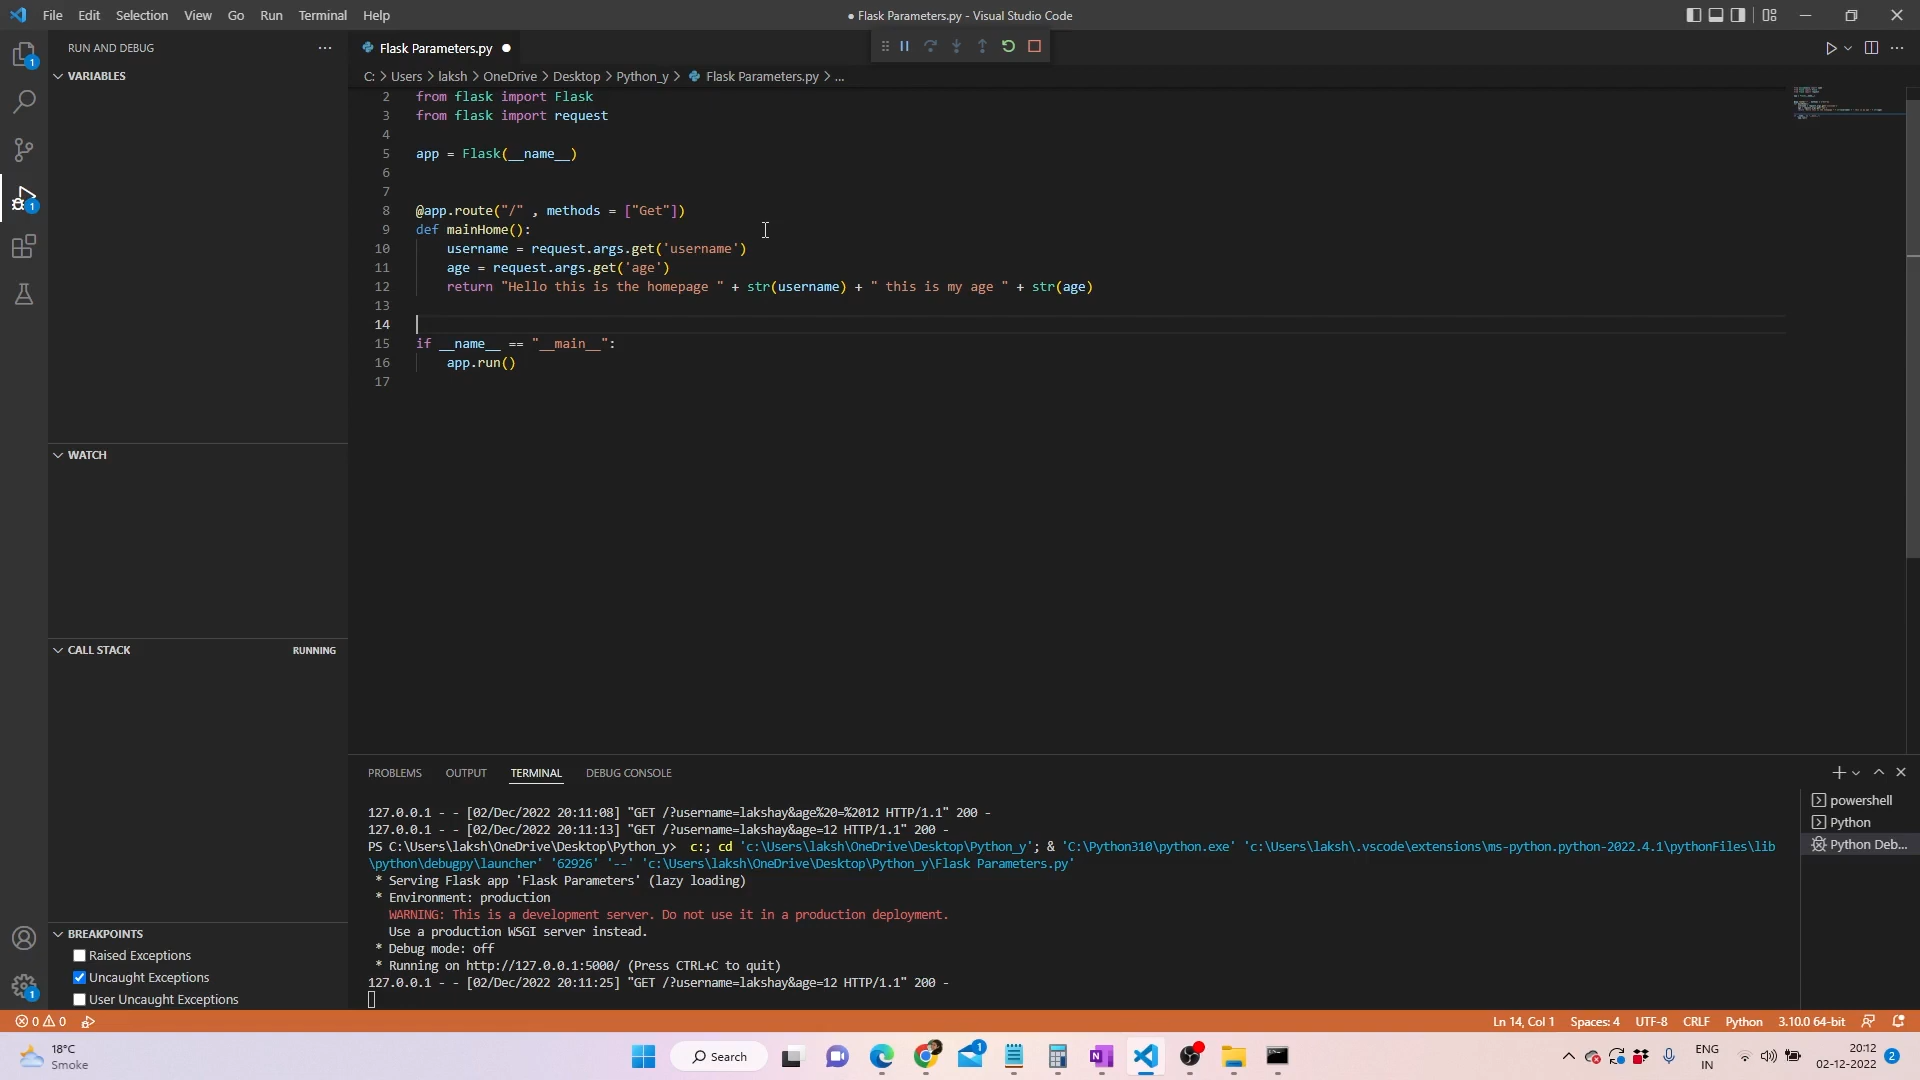 File Edit Selection View Go Run Terminal Help
● Flask Parameters.py - Visual Studio Code
RUN AND DEBUG
VARIABLES
WATCH
CALL STACK
RUNNING
BREAKPOINTS
Raised Exceptions
Uncaught Exceptions
User Uncaught Exceptions
1
1
1
Flask Parameters.py
C: > Users > laksh > OneDrive > Desktop > Python_y > Flask Parameters.py > ...
2 from flask import Flask
3 from flask import request
4
5 app = Flask(__name__)
6
7
8 @app.route("/" , methods = ["Get"])
9 def mainHome():
10 username = request.args.get('username')
11 age = request.args.get('age')
12 return "Hello this is the homepage " + str(username) + " this is my age " + str(age)
13
14
15 if __name__ == "__main__":
16 app.run()
17
PROBLEMS OUTPUT TERMINAL DEBUG CONSOLE
127.0.0.1 - - [02/Dec/2022 20:11:08] "GET /?username=lakshay&age%20=%2012 HTTP/1.1" 200 -
127.0.0.1 - - [02/Dec/2022 20:11:13] "GET /?username=lakshay&age=12 HTTP/1.1" 200 -
PS C:\Users\laksh\OneDrive\Desktop\Python_y> c:; cd 'c:\Users\laksh\OneDrive\Desktop\Python_y'; & 'C:\Python310\python.exe' 'c:\Users\laksh\.vscode\extensions\ms-python.python-2022.4.1\pythonFiles\lib
\python\debugpy\launcher' '62926' '--' 'c:\Users\laksh\OneDrive\Desktop\Python_y\Flask Parameters.py'
* Serving Flask app 'Flask Parameters' (lazy loading)
* Environment: production
WARNING: This is a development server. Do not use it in a production deployment.
Use a production WSGI server instead.
* Debug mode: off
* Running on http://127.0.0.1:5000/ (Press CTRL+C to quit)
127.0.0.1 - - [02/Dec/2022 20:11:25] "GET /?username=lakshay&age=12 HTTP/1.1" 200 -
powershell
Python
Python Deb...
0 0
Ln 14, Col 1 Spaces: 4 UTF-8 CRLF Python 3.10.0 64-bit
18°C
Smoke
Search
1
ENG
IN
20:12
02-12-2022
2